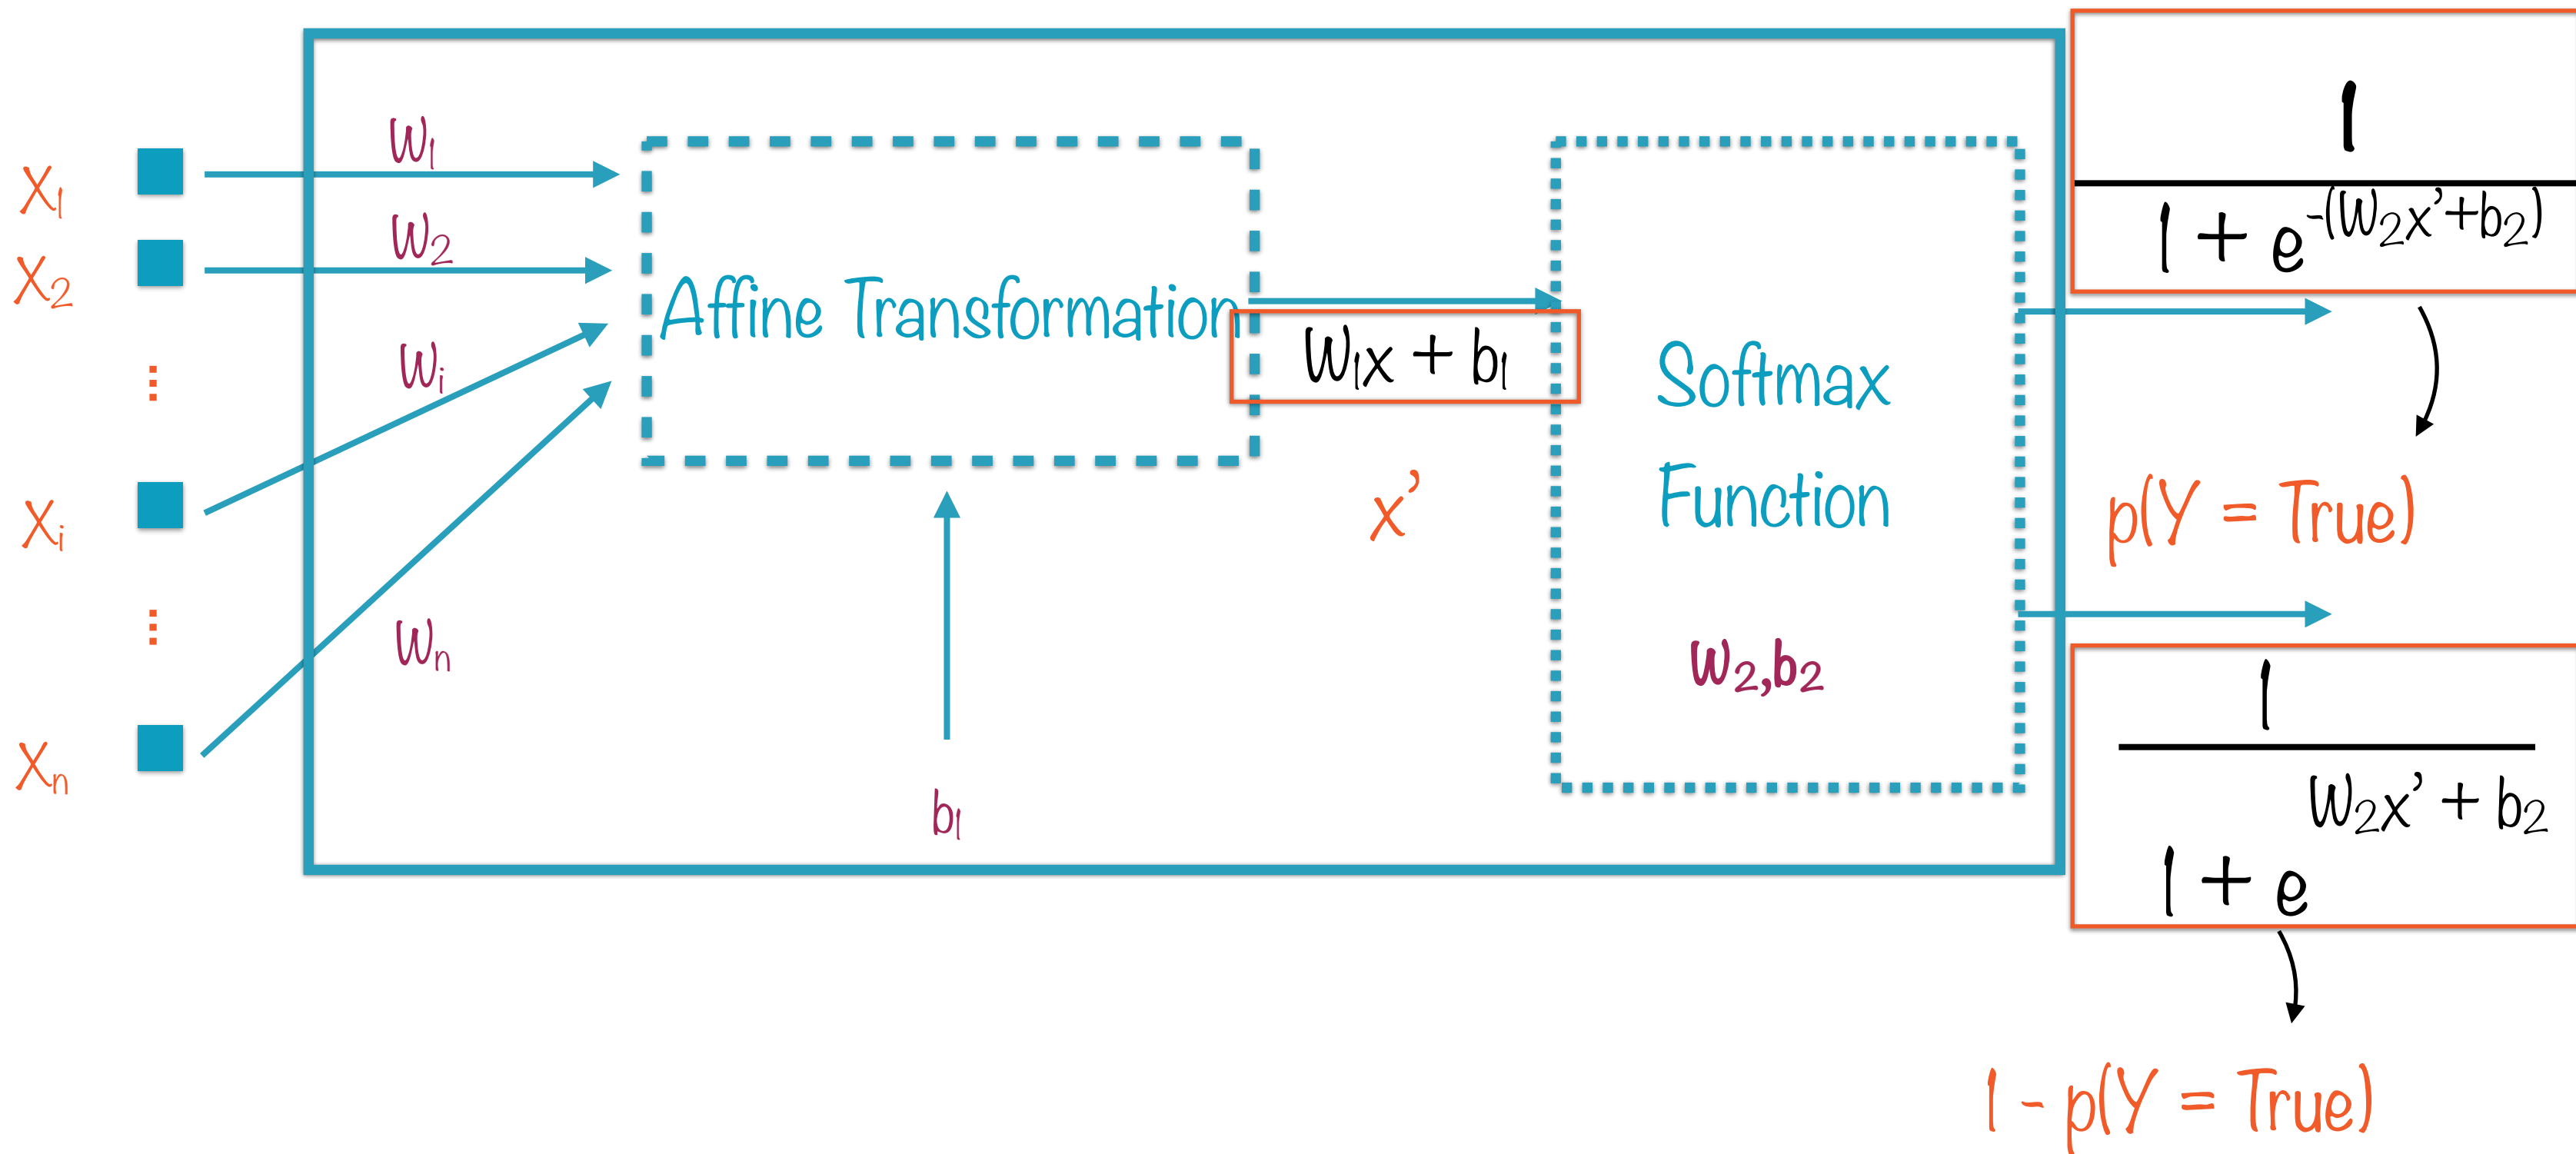 X₁
X₂
⋮
Xᵢ
⋮
Xₙ
W₁
W₂
Wᵢ
Wₙ
Affine Transformation
b₁
W₁x + b₁
x’
Softmax
Function
W₂,b₂
1
1 + e^-(W₂x’+b₂)
p(Y = True)
1
W₂x’ + b₂
1 + e
1 - p(Y = True)